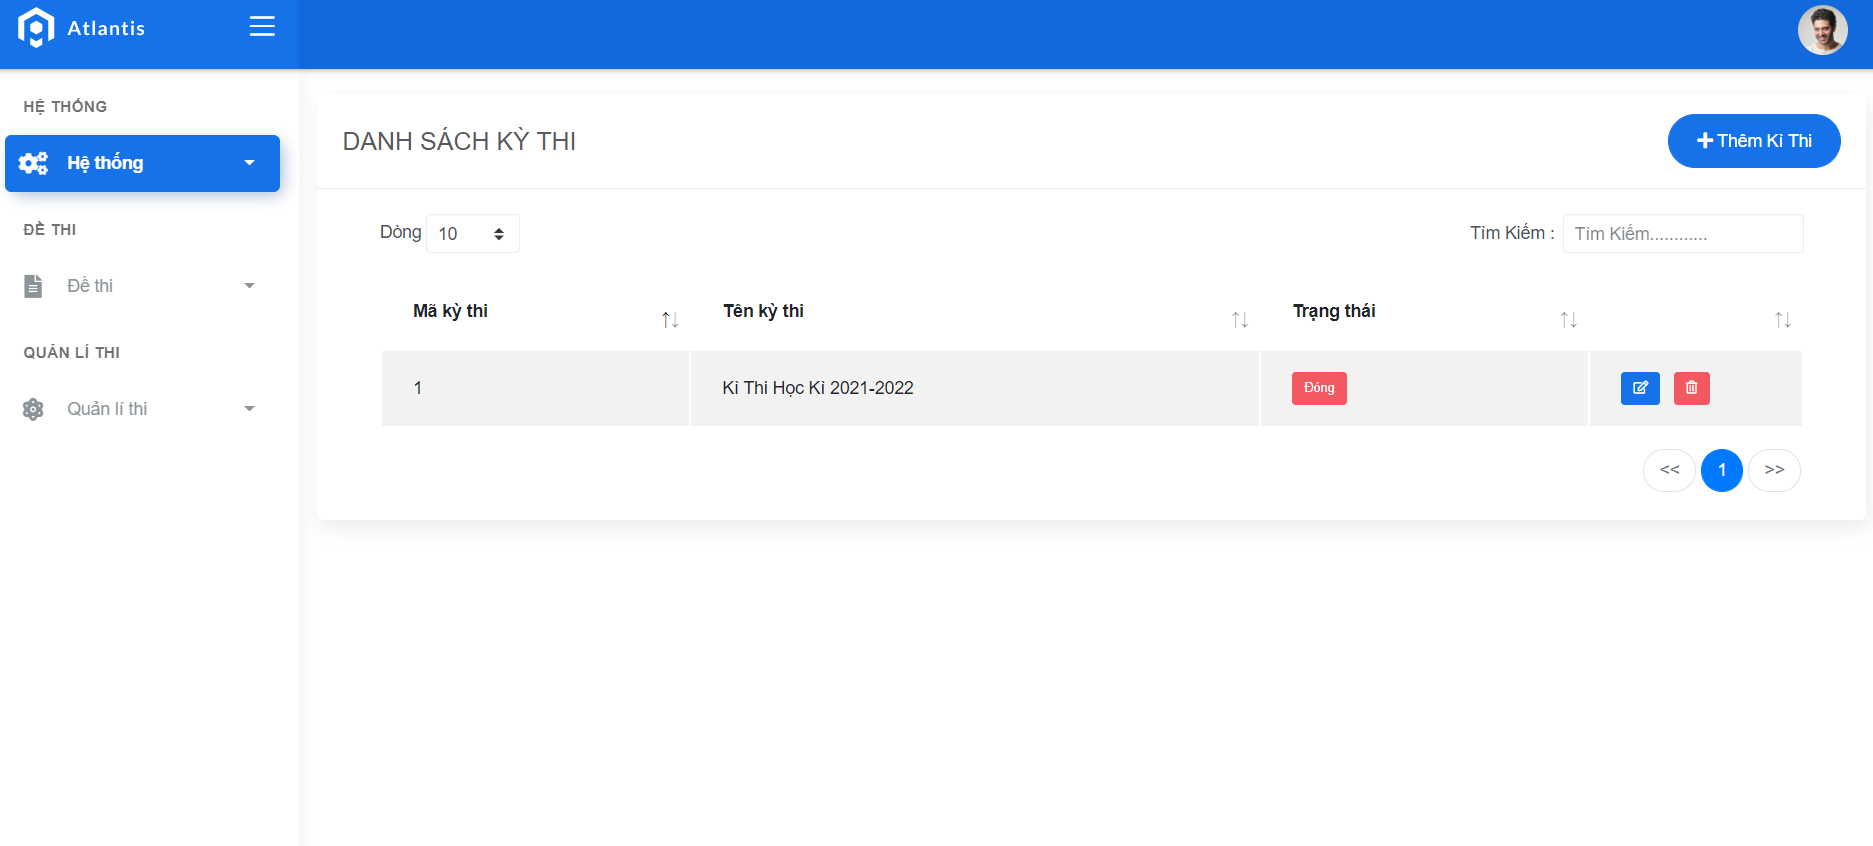 Atlantis
HỆ THỐNG
Hệ thống
ĐỀ THI
Đề thi
QUẢN LÍ THI
Quản lí thi
DANH SÁCH KỲ THI
Thêm Kì Thi
Dòng 10
Tìm Kiếm : Tìm Kiếm............
Mã kỳ thi Tên kỳ thi Trạng thái
1 Kì Thi Học Kì 2021-2022 Đóng
<< 1 >>